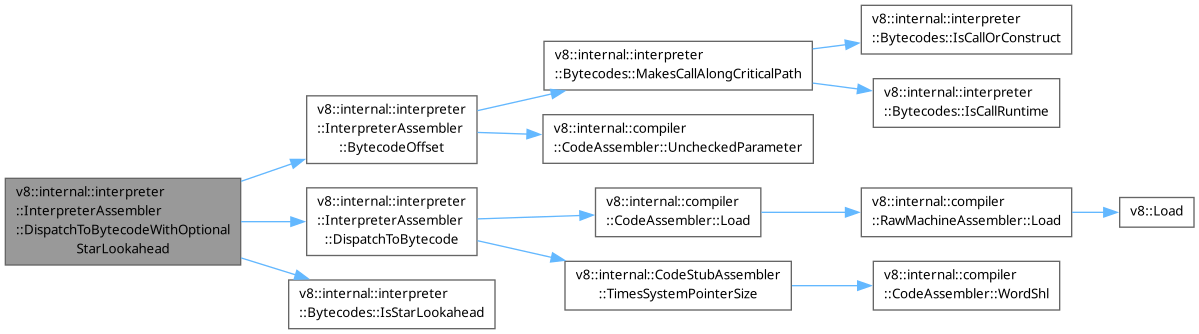 v8::internal::interpreter
::InterpreterAssembler
::DispatchToBytecodeWithOptional
StarLookahead
v8::internal::interpreter
::InterpreterAssembler
::BytecodeOffset
v8::internal::interpreter
::Bytecodes::MakesCallAlongCriticalPath
v8::internal::interpreter
::Bytecodes::IsCallOrConstruct
v8::internal::interpreter
::Bytecodes::IsCallRuntime
v8::internal::compiler
::CodeAssembler::UncheckedParameter
v8::internal::interpreter
::InterpreterAssembler
::DispatchToBytecode
v8::internal::compiler
::CodeAssembler::Load
v8::internal::compiler
::RawMachineAssembler::Load
v8::Load
v8::internal::CodeStubAssembler
::TimesSystemPointerSize
v8::internal::compiler
::CodeAssembler::WordShl
v8::internal::interpreter
::Bytecodes::IsStarLookahead